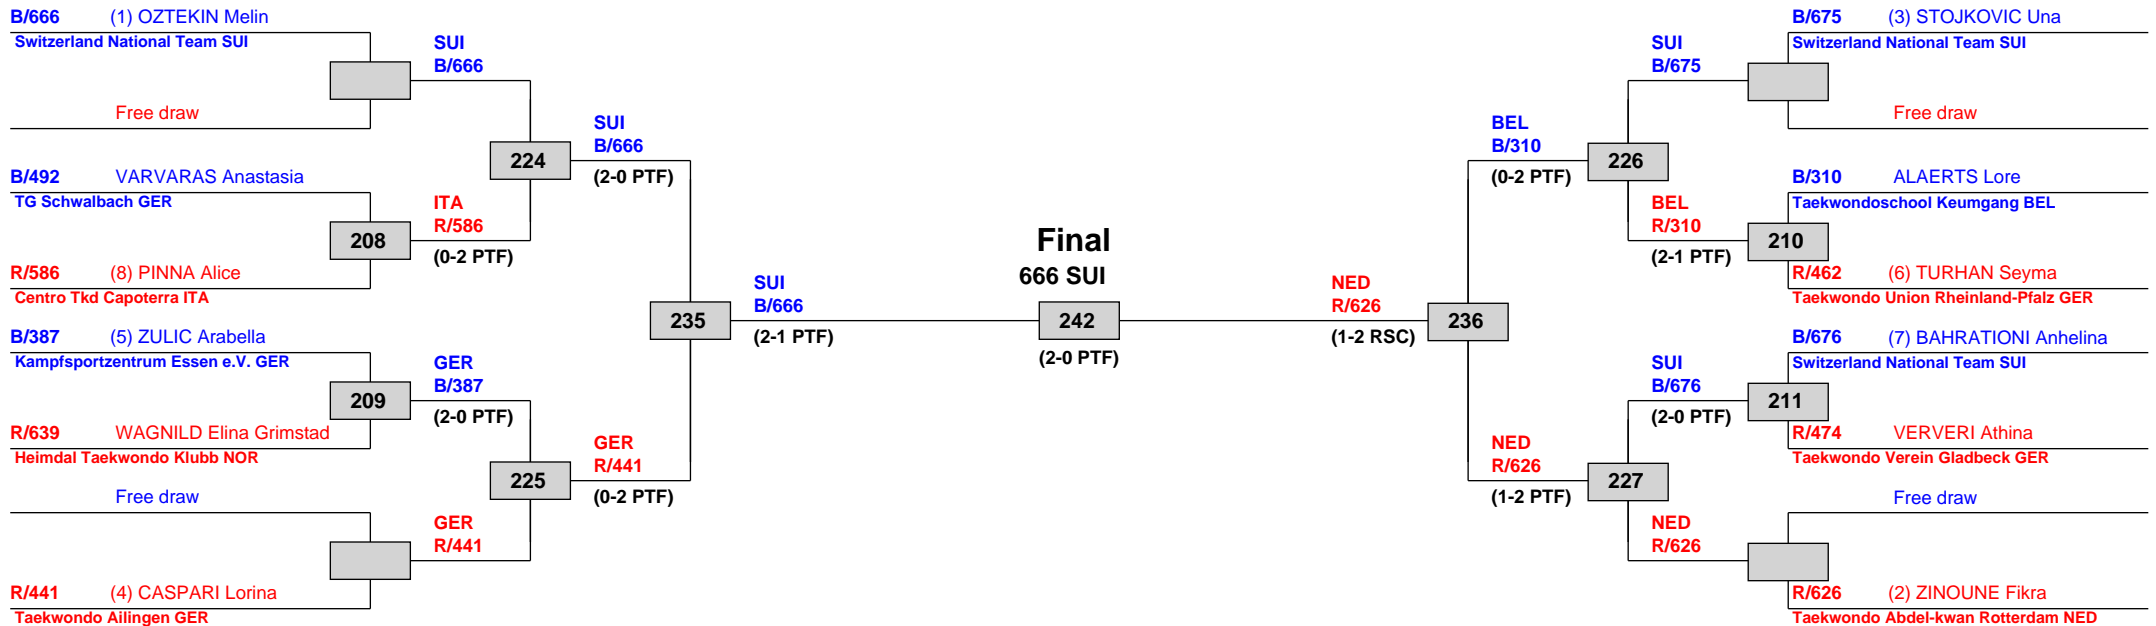 B/666 (1) OZTEKIN Melin
Switzerland National Team SUI
Free draw
B/492 VARVARAS Anastasia
TG Schwalbach GER
R/586 (8) PINNA Alice
Centro Tkd Capoterra ITA
B/387 (5) ZULIC Arabella
Kampfsportzentrum Essen e.V. GER
R/639 WAGNILD Elina Grimstad
Heimdal Taekwondo Klubb NOR
Free draw
R/441 (4) CASPARI Lorina
Taekwondo Ailingen GER
208
209
SUI
B/666
ITA
R/586
(0-2 PTF)
GER
B/387
(2-0 PTF)
GER
R/441
224
225
SUI
B/666
(2-0 PTF)
GER
R/441
(0-2 PTF)
235
SUI
B/666
(2-1 PTF)
Final
666 SUI
242
(2-0 PTF)
NED
R/626
(1-2 RSC)
236
BEL
B/310
(0-2 PTF)
NED
R/626
(1-2 PTF)
226
227
SUI
B/675
BEL
R/310
(2-1 PTF)
SUI
B/676
(2-0 PTF)
NED
R/626
210
211
B/675 (3) STOJKOVIC Una
Switzerland National Team SUI
Free draw
B/310 ALAERTS Lore
Taekwondoschool Keumgang BEL
R/462 (6) TURHAN Seyma
Taekwondo Union Rheinland-Pfalz GER
B/676 (7) BAHRATIONI Anhelina
Switzerland National Team SUI
R/474 VERVERI Athina
Taekwondo Verein Gladbeck GER
Free draw
R/626 (2) ZINOUNE Fikra
Taekwondo Abdel-kwan Rotterdam NED